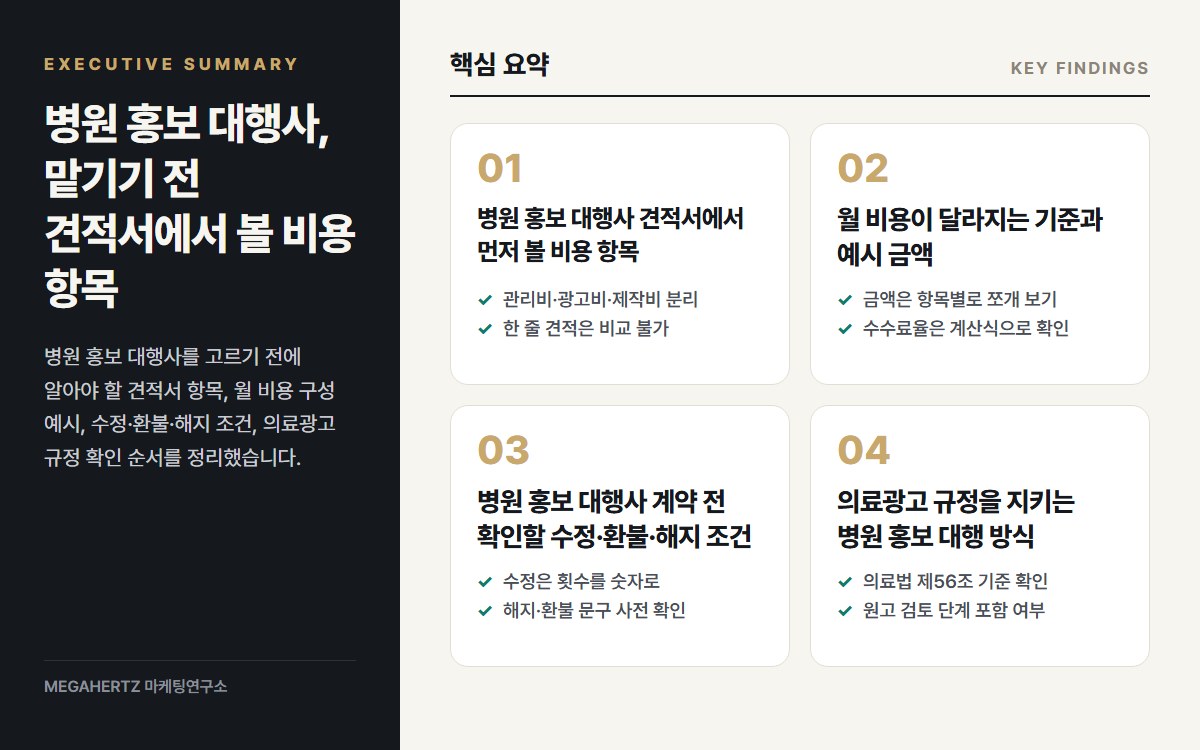 EXECUTIVE SUMMARY
병원 홍보 대행사,
맡기기 전
견적서에서 볼 비용
항목
병원 홍보 대행사를 고르기 전에
알아야 할 견적서 항목, 월 비용 구성
예시, 수정·환불·해지 조건, 의료광고
규정 확인 순서를 정리했습니다.
MEGAHERTZ 마케팅연구소
핵심 요약
KEY FINDINGS
01
병원 홍보 대행사 견적서에서
먼저 볼 비용 항목
✓ 관리비·광고비·제작비 분리
✓ 한 줄 견적은 비교 불가
02
월 비용이 달라지는 기준과
예시 금액
✓ 금액은 항목별로 쪼개 보기
✓ 수수료율은 계산식으로 확인
03
병원 홍보 대행사 계약 전
확인할 수정·환불·해지 조건
✓ 수정은 횟수를 숫자로
✓ 해지·환불 문구 사전 확인
04
의료광고 규정을 지키는
병원 홍보 대행 방식
✓ 의료법 제56조 기준 확인
✓ 원고 검토 단계 포함 여부